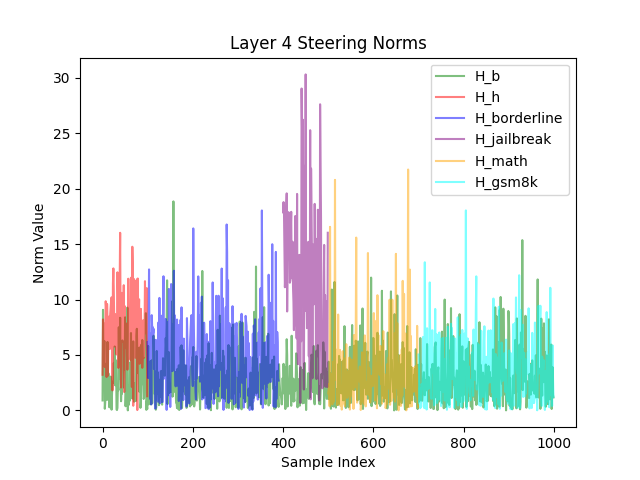 Layer 4 Steering Norms
30
25
20
15
10
5
0
Norm Value
H_b
H_h
H_borderline
H_jailbreak
H_math
H_gsm8k
0 200 400 600 800 1000
Sample Index